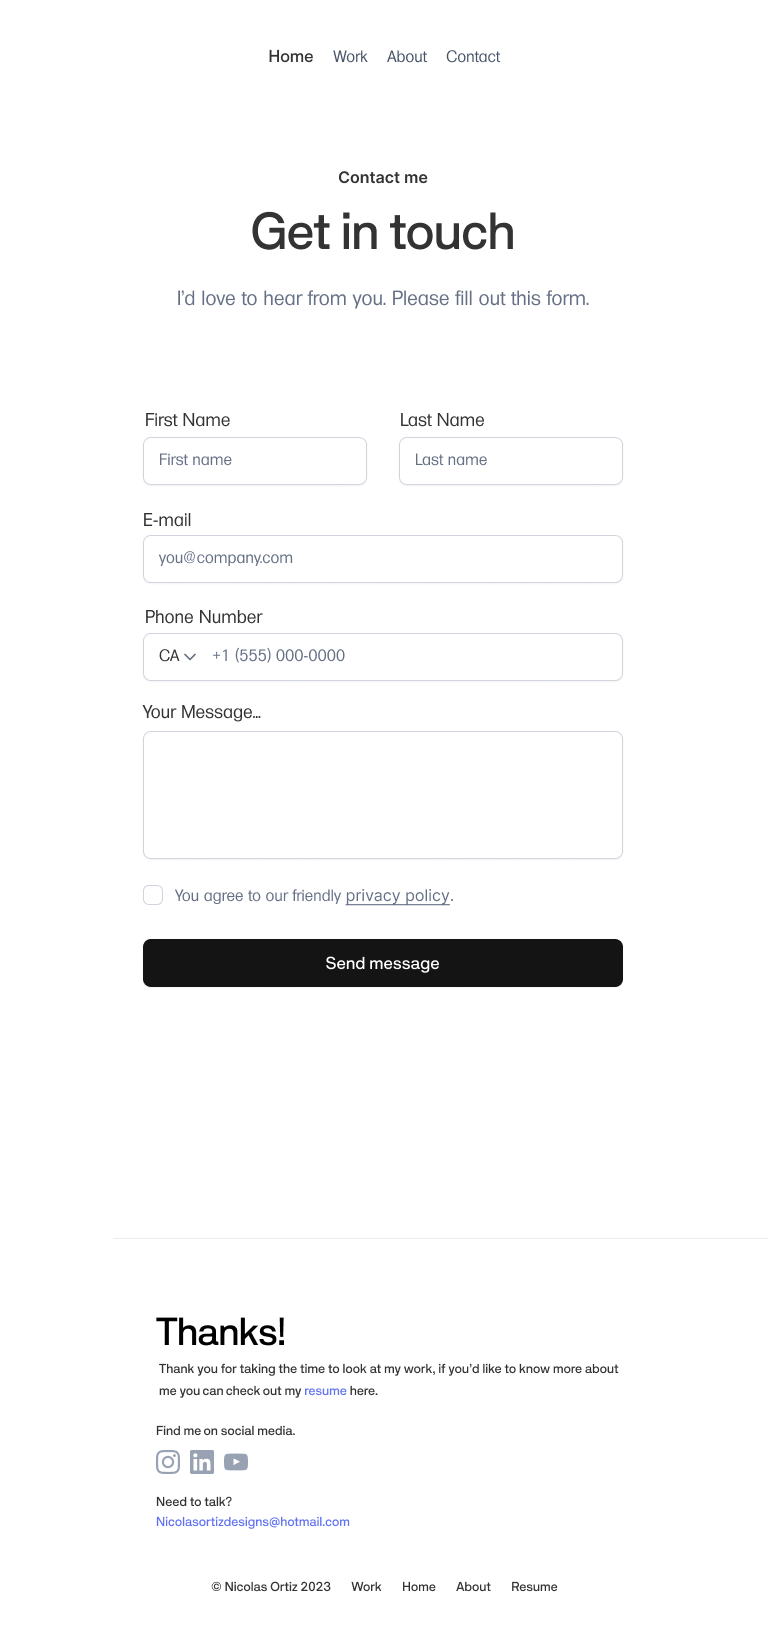 Home Work About Contact
Contact me
Get in touch
I'd love to hear from you. Please fill out this form.
First Name Last Name
First name Last name
E-mail
you@company.com
Phone Number
CA +1 (555) 000-0000
Your Message...
You agree to our friendly privacy policy.
Send message
Thanks!
Thank you for taking the time to look at my work, if you'd like to know more about
me you can check out my resume here.
Find me on social media.
in
Need to talk?
Nicolasortizdesigns@hotmail.com
© Nicolas Ortiz 2023 Work Home About Resume